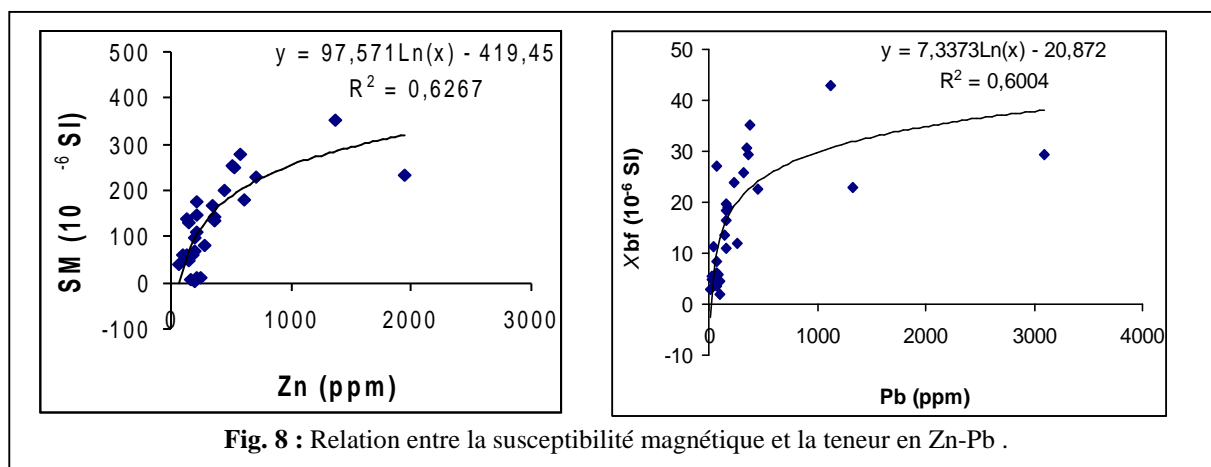 y = 97,571Ln(x) - 419,45
R² = 0,6267
500
400
300
200
100
0
-100
SM (10 ⁻⁶ SI)
0 1000 2000 3000
Zn (ppm)
y = 7,3373Ln(x) - 20,872
R² = 0,6004
50
40
30
20
10
0
-10
Xbf (10⁻⁶ SI)
0 1000 2000 3000 4000
Pb (ppm)
Fig. 8 : Relation entre la susceptibilité magnétique et la teneur en Zn-Pb .